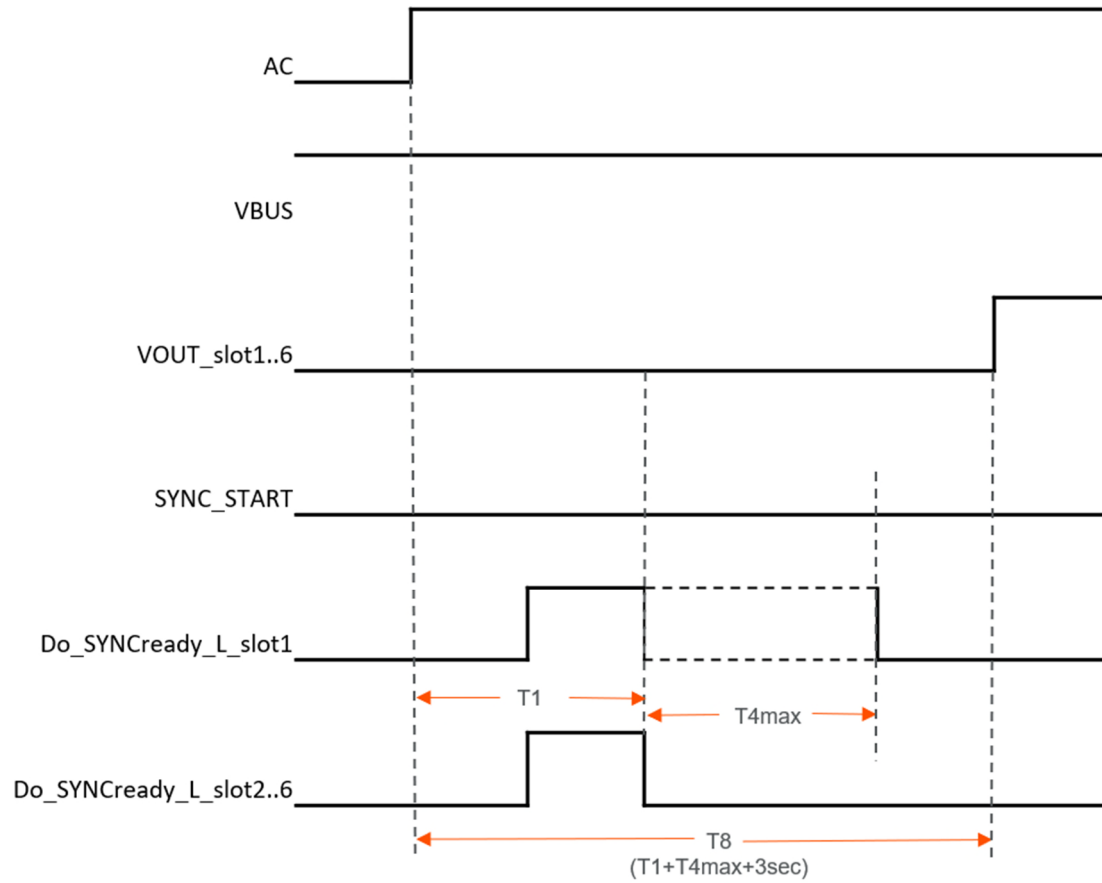 AC
VBUS
VOUT_slot1..6
SYNC_START
Do_SYNCready_L_slot1
T1
T4max
Do_SYNCready_L_slot2..6
T8
(T1+T4max+3sec)